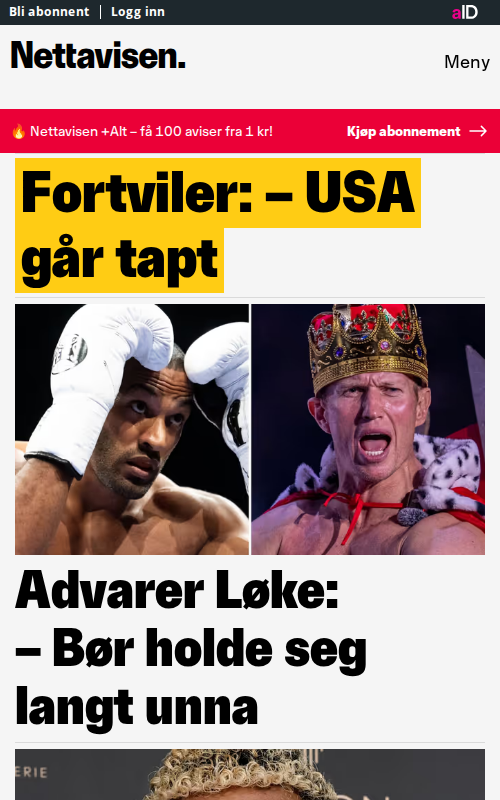 Bli abonnent | Logg inn
aID
Nettavisen.
Meny
🔥 Nettavisen +Alt – få 100 aviser fra 1 kr!
Kjøp abonnement →
Fortviler: – USA
går tapt
Advarer Løke:
– Bør holde seg
langt unna
ERIE